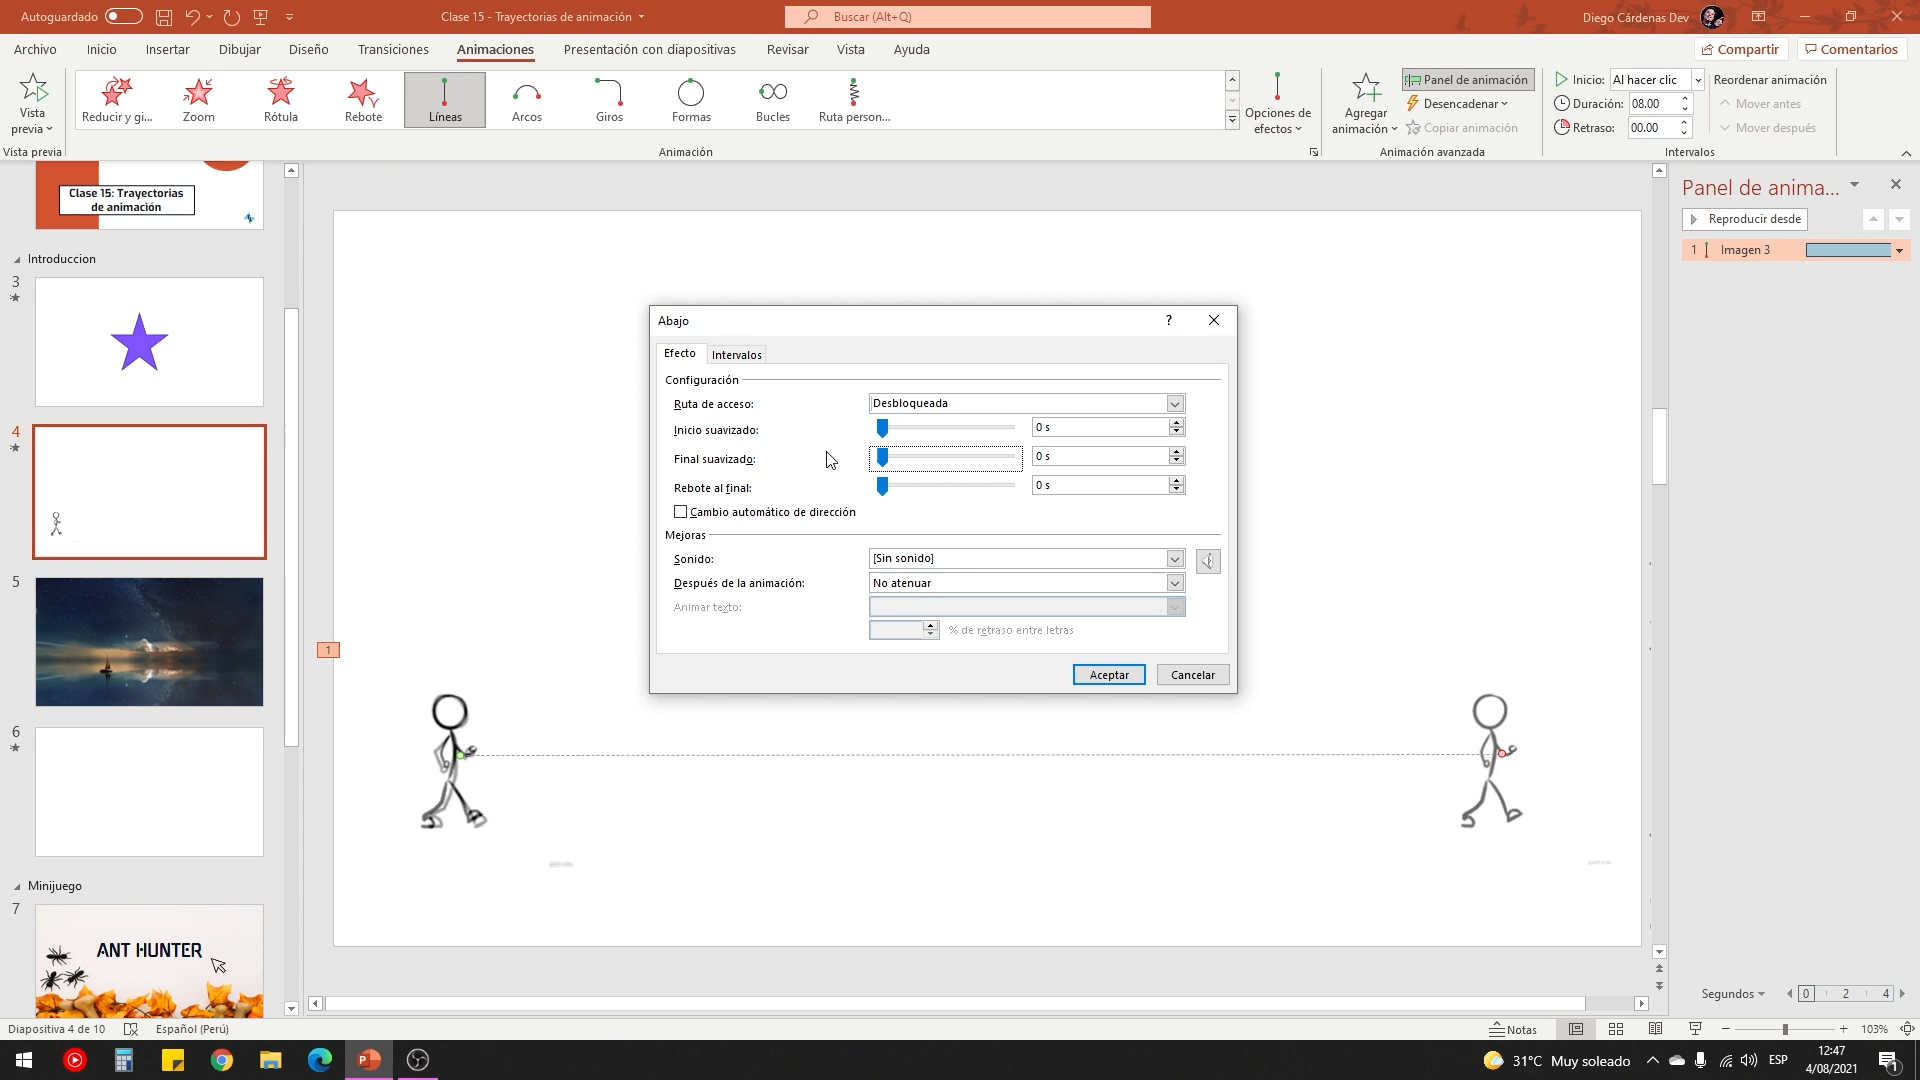 Autoguardado
Clase 15 - Trayectorias de animación
Buscar (Alt+Q)
Diego Cárdenas Dev
Archivo
Inicio
Insertar
Dibujar
Diseño
Transiciones
Animaciones
Presentación con diapositivas
Revisar
Vista
Ayuda
Compartir
Comentarios
Vista
previa
Vista previa
Reducir y gi...
Zoom
Rótula
Rebote
Líneas
Arcos
Giros
Formas
Bucles
Ruta person...
Animación
Opciones de
efectos
Agregar
animación
Panel de animación
Desencadenar
Copiar animación
Animación avanzada
Inicio: Al hacer clic
Duración: 08.00
Retraso: 00.00
Reordenar animación
Mover antes
Mover después
Intervalos
Clase 15: Trayectorias
de animación
Introduccion
3
4
5
6
Minijuego
7
ANT HUNTER
1
Abajo
?
Efecto
Intervalos
Configuración
Ruta de acceso: Desbloqueada
Inicio suavizado: 0 s
Final suavizado: 0 s
Rebote al final: 0 s
Cambio automático de dirección
Mejoras
Sonido: [Sin sonido]
Después de la animación: No atenuar
Animar texto:
% de retraso entre letras
Aceptar
Cancelar
Panel de anima...
Reproducir desde
1 Imagen 3
Segundos
0 2 4
Diapositiva 4 de 10
Español (Perú)
Notas
103%
31°C Muy soleado
ESP
12:47
4/08/2021
1